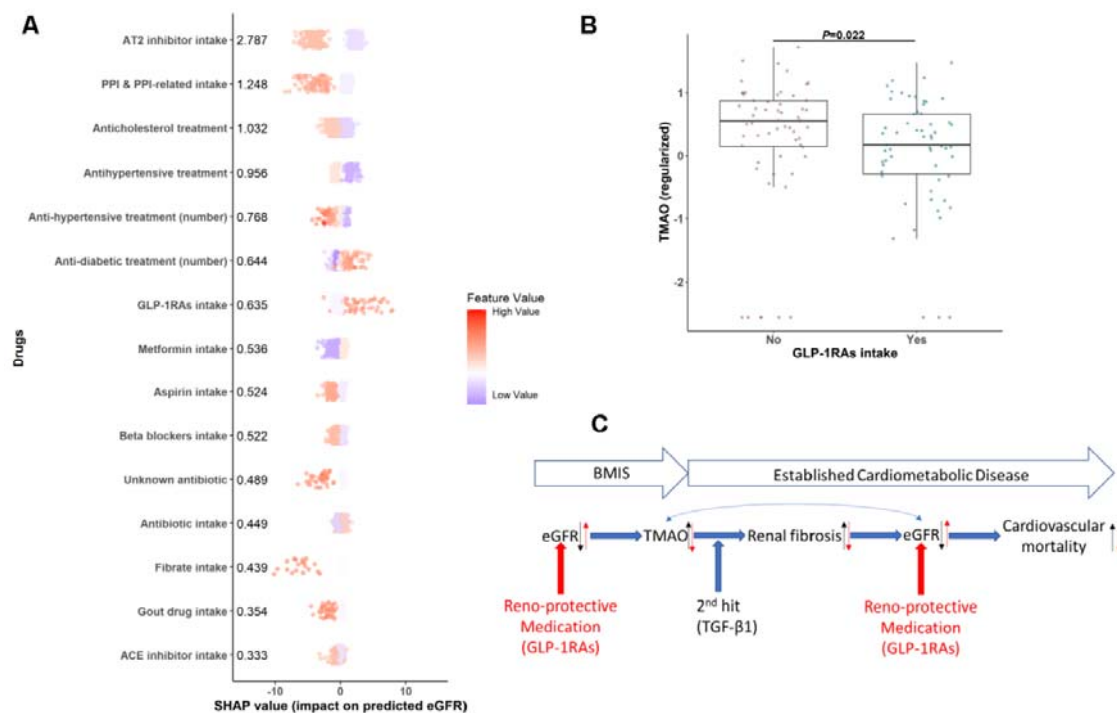 A
AT2 inhibitor intake 2.787
PPI & PPI-related intake 1.248
Anticholesterol treatment 1.032
Antihypertensive treatment 0.956
Anti-hypertensive treatment (number) 0.768
Anti-diabetic treatment (number) 0.644
GLP-1RAs intake 0.635
Metformin intake 0.536
Aspirin intake 0.524
Beta blockers intake 0.522
Unknown antibiotic 0.489
Antibiotic intake 0.449
Fibrate intake 0.439
Gout drug intake 0.354
ACE inhibitor intake 0.333
Drugs
-10 0 10
SHAP value (impact on predicted eGFR)
Feature Value
High Value
Low Value
B
P=0.022
TMAO (regularized)
1
0
-1
-2
No Yes
GLP-1RAs intake
C
BMIS Established Cardiometabolic Disease
eGFR TMAO Renal fibrosis eGFR Cardiovascular
mortality
Reno-protective
Medication
(GLP-1RAs)
2nd hit
(TGF-β1)
Reno-protective
Medication
(GLP-1RAs)